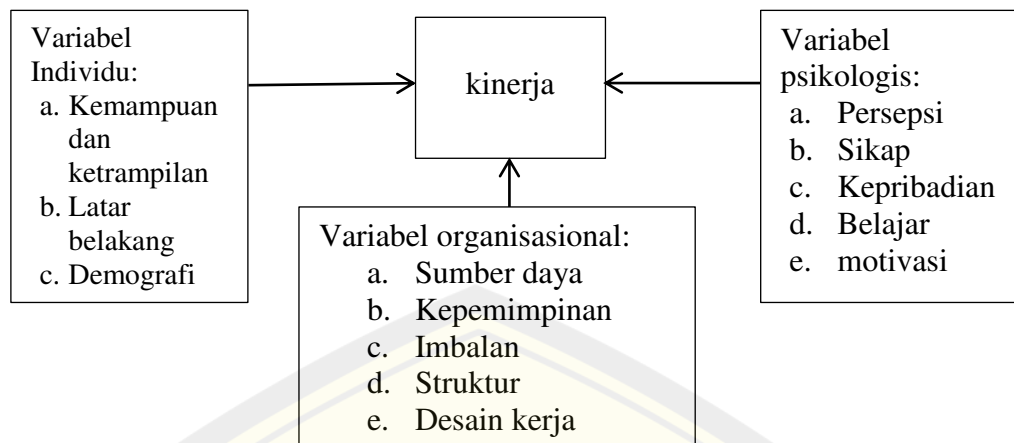 Variabel
Individu:
a. Kemampuan
dan
ketrampilan
b. Latar
belakang
c. Demografi
kinerja
Variabel
psikologis:
a. Persepsi
b. Sikap
c. Kepribadian
d. Belajar
e. motivasi
Variabel organisasional:
a. Sumber daya
b. Kepemimpinan
c. Imbalan
d. Struktur
e. Desain kerja